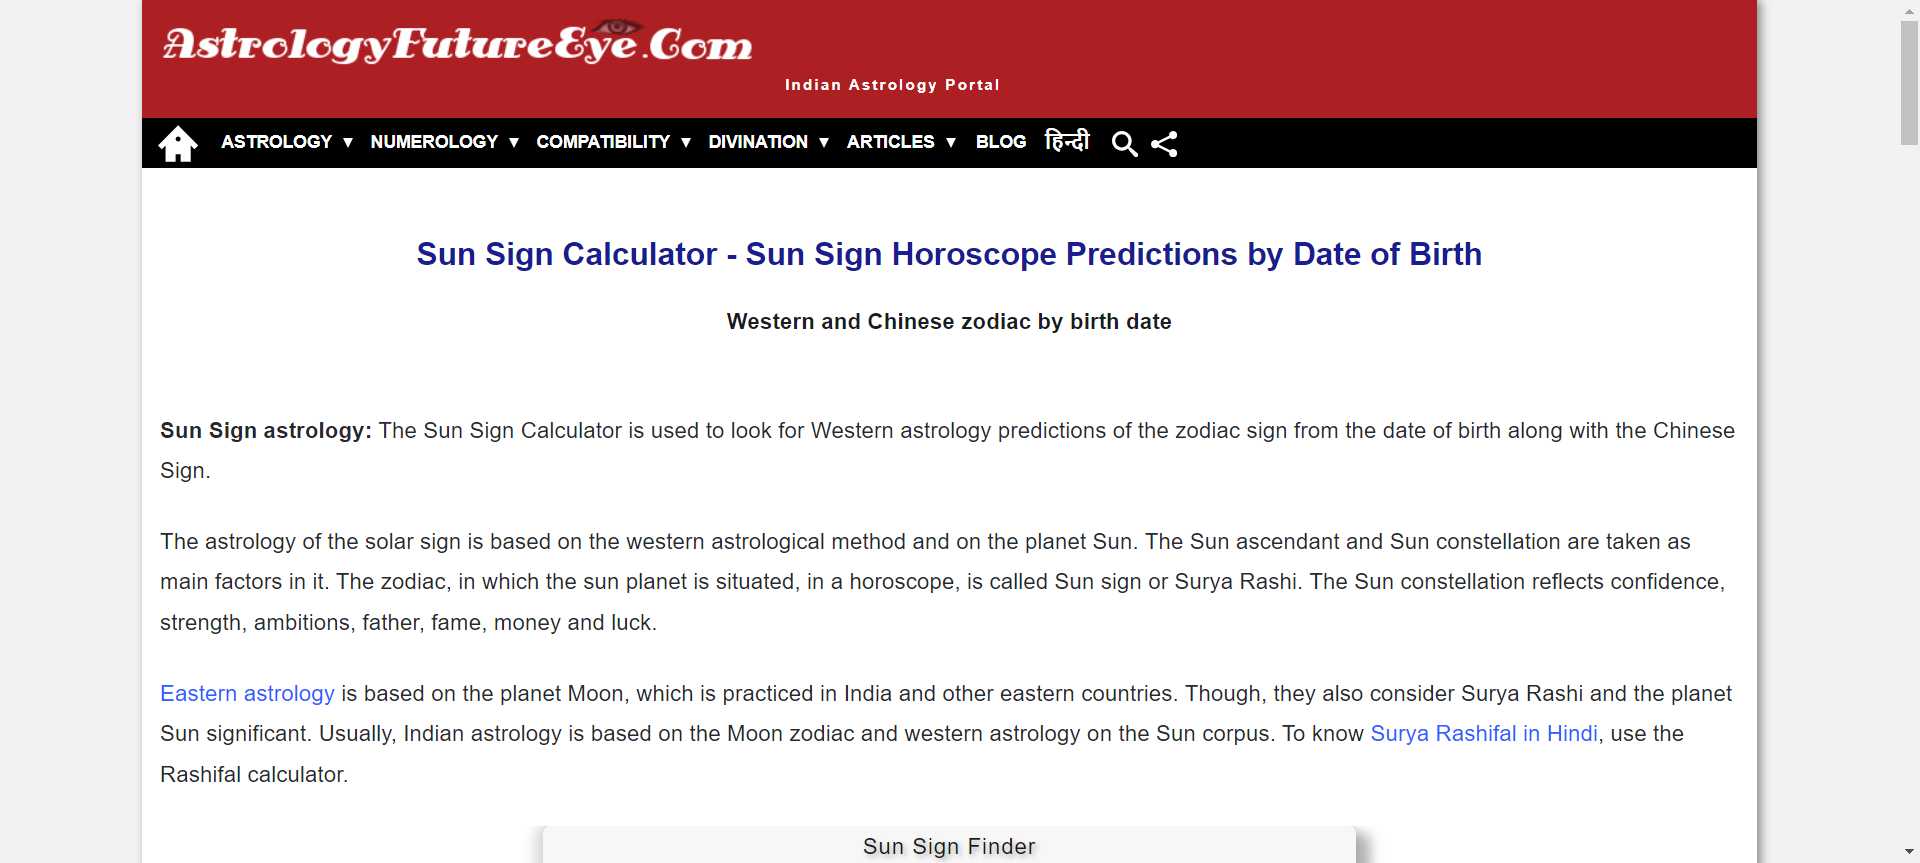 AstrologyFutureEye.Com
Indian Astrology Portal
ASTROLOGY ▼ NUMEROLOGY ▼ COMPATIBILITY ▼ DIVINATION ▼ ARTICLES ▼ BLOG हिन्दी
Sun Sign Calculator - Sun Sign Horoscope Predictions by Date of Birth
Western and Chinese zodiac by birth date
Sun Sign astrology: The Sun Sign Calculator is used to look for Western astrology predictions of the zodiac sign from the date of birth along with the Chinese
Sign.
The astrology of the solar sign is based on the western astrological method and on the planet Sun. The Sun ascendant and Sun constellation are taken as
main factors in it. The zodiac, in which the sun planet is situated, in a horoscope, is called Sun sign or Surya Rashi. The Sun constellation reflects confidence,
strength, ambitions, father, fame, money and luck.
Eastern astrology is based on the planet Moon, which is practiced in India and other eastern countries. Though, they also consider Surya Rashi and the planet
Sun significant. Usually, Indian astrology is based on the Moon zodiac and western astrology on the Sun corpus. To know Surya Rashifal in Hindi, use the
Rashifal calculator.
Sun Sign Finder